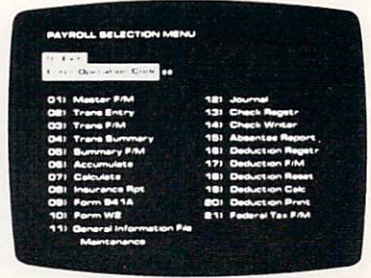 PAYROLL SELECTION MENU
Enter Operation Code
01) Master F/M
02) Trans Entry
03) Trans F/M
04) Trans Summary
05) Summary F/M
06) Accumulate
07) Calculate
08) Insurance Rpt
09) Form 941A
10) Form W2
11) General Information File
Maintenance
12) Journal
13) Check Registr
14) Check Writer
15) Absentee Report
16) Deduction Registr
17) Deduction F/M
18) Deduction Reset
19) Deduction Calc
20) Deduction Print
21) Federal Tax F/M